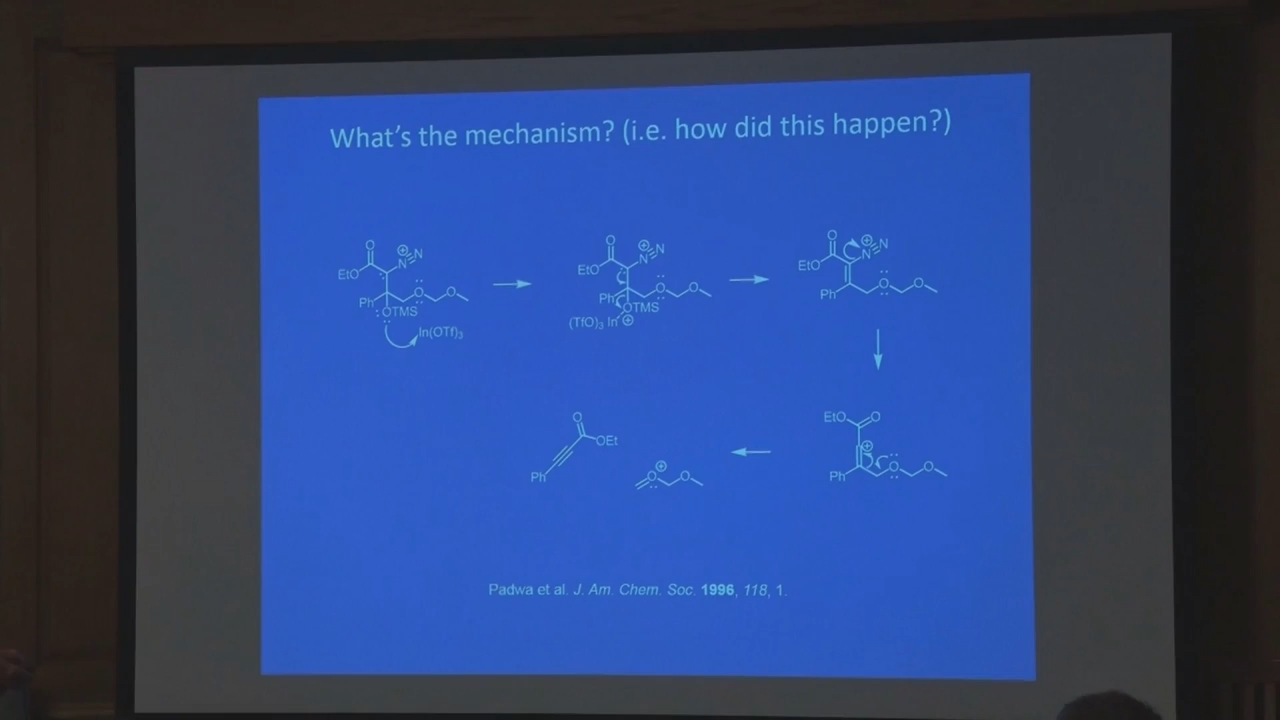 What's the mechanism? (i.e. how did this happen?)
O
EtO
N
N
Ph
OTMS
O
O
In(OTf)3
O
EtO
N
N
Ph
OTMS
O
O
(TfO)3 In
O
EtO
N
N
Ph
O
O
EtO
O
Ph
O
O
O
OEt
Ph
O
O
Padwa et al. J. Am. Chem. Soc. 1996, 118, 1.